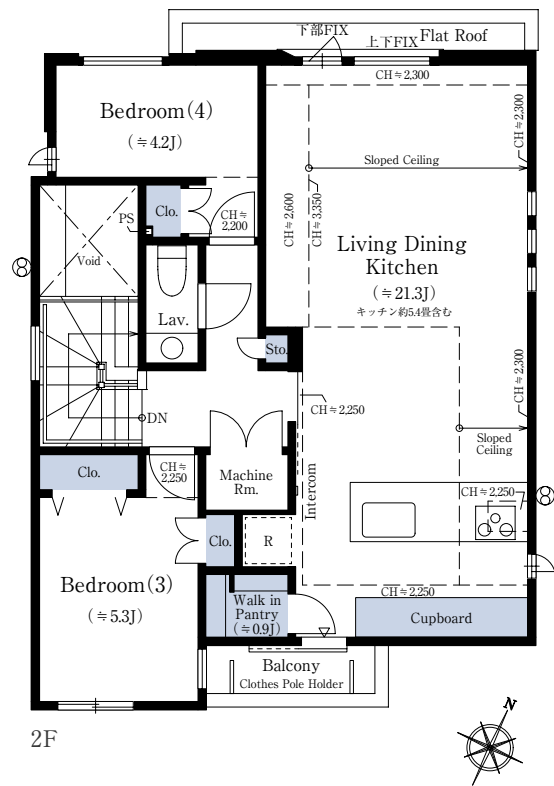 下部FIX
上下FIX
Flat Roof
CH≒2,300
Bedroom(4)
(≒4.2J)
CH≒2,300
Sloped Ceiling
CH≒2,600
CH≒3,350
PS
Clo.
CH≒
2,200
Void
Living Dining
Kitchen
(≒21.3J)
キッチン約5.4畳含む
Lav.
Sto.
CH≒2,300
CH≒2,250
DN
Sloped
Ceiling
Clo.
CH≒
2,250
Machine
Rm.
Intercom
CH≒2,250
Clo.
R
Bedroom(3)
(≒5.3J)
Walk in
Pantry
(≒0.9J)
CH≒2,250
Cupboard
Balcony
Clothes Pole Holder
N
2F